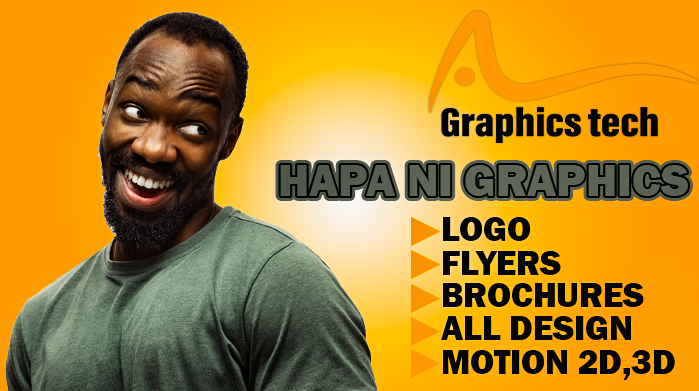 Graphics tech
HAPA NI GRAPHICS
LOGO
FLYERS
BROCHURES
ALL DESIGN
MOTION 2D,3D